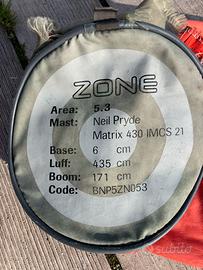 ZONE
Area: 5.3
Mast: Neil Pryde
Matrix 430 IMCS 21
Base: 6 cm
Luff: 435 cm
Boom: 171 cm
Code: BNP5ZN053
subito